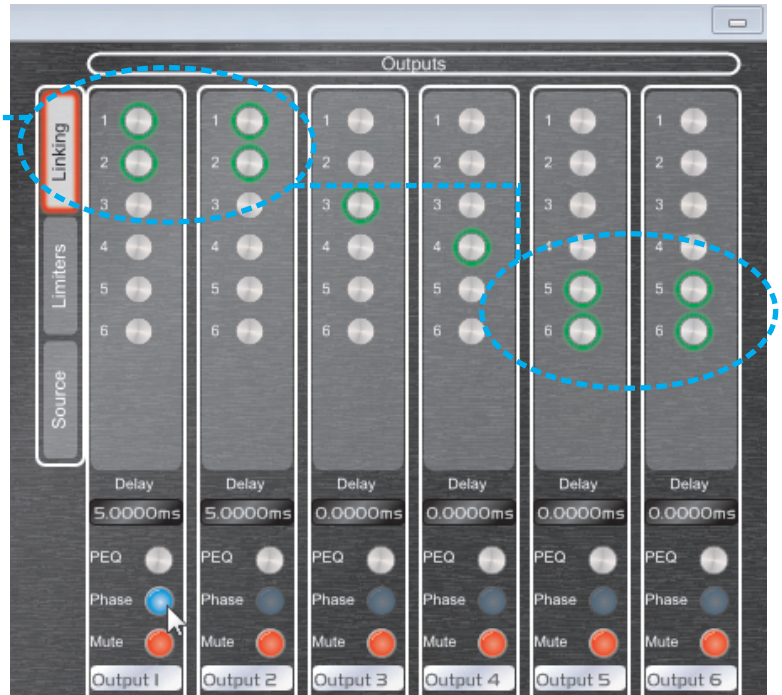 Outputs
Linking
Limiters
Source
1 1 1 1 1 1
2 2 2 2 2 2
3 3 3 3 3 3
4 4 4 4 4 4
5 5 5 5 5 5
6 6 6 6 6 6
Delay Delay Delay Delay Delay Delay
5.0000ms 5.0000ms 0.0000ms 0.0000ms 0.0000ms 0.0000ms
PEQ PEQ PEQ PEQ PEQ PEQ
Phase Phase Phase Phase Phase Phase
Mute Mute Mute Mute Mute Mute
Output 1 Output 2 Output 3 Output 4 Output 5 Output 6